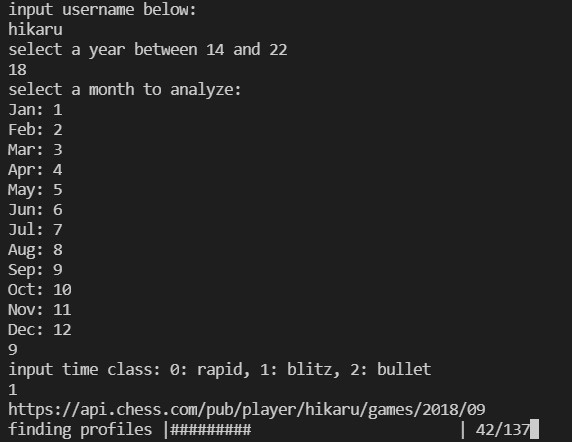 input username below:
hikaru
select a year between 14 and 22
18
select a month to analyze:
Jan: 1
Feb: 2
Mar: 3
Apr: 4
May: 5
Jun: 6
Jul: 7
Aug: 8
Sep: 9
Oct: 10
Nov: 11
Dec: 12
9
input time class: 0: rapid, 1: blitz, 2: bullet
1
https://api.chess.com/pub/player/hikaru/games/2018/09
finding profiles |#########                       | 42/137